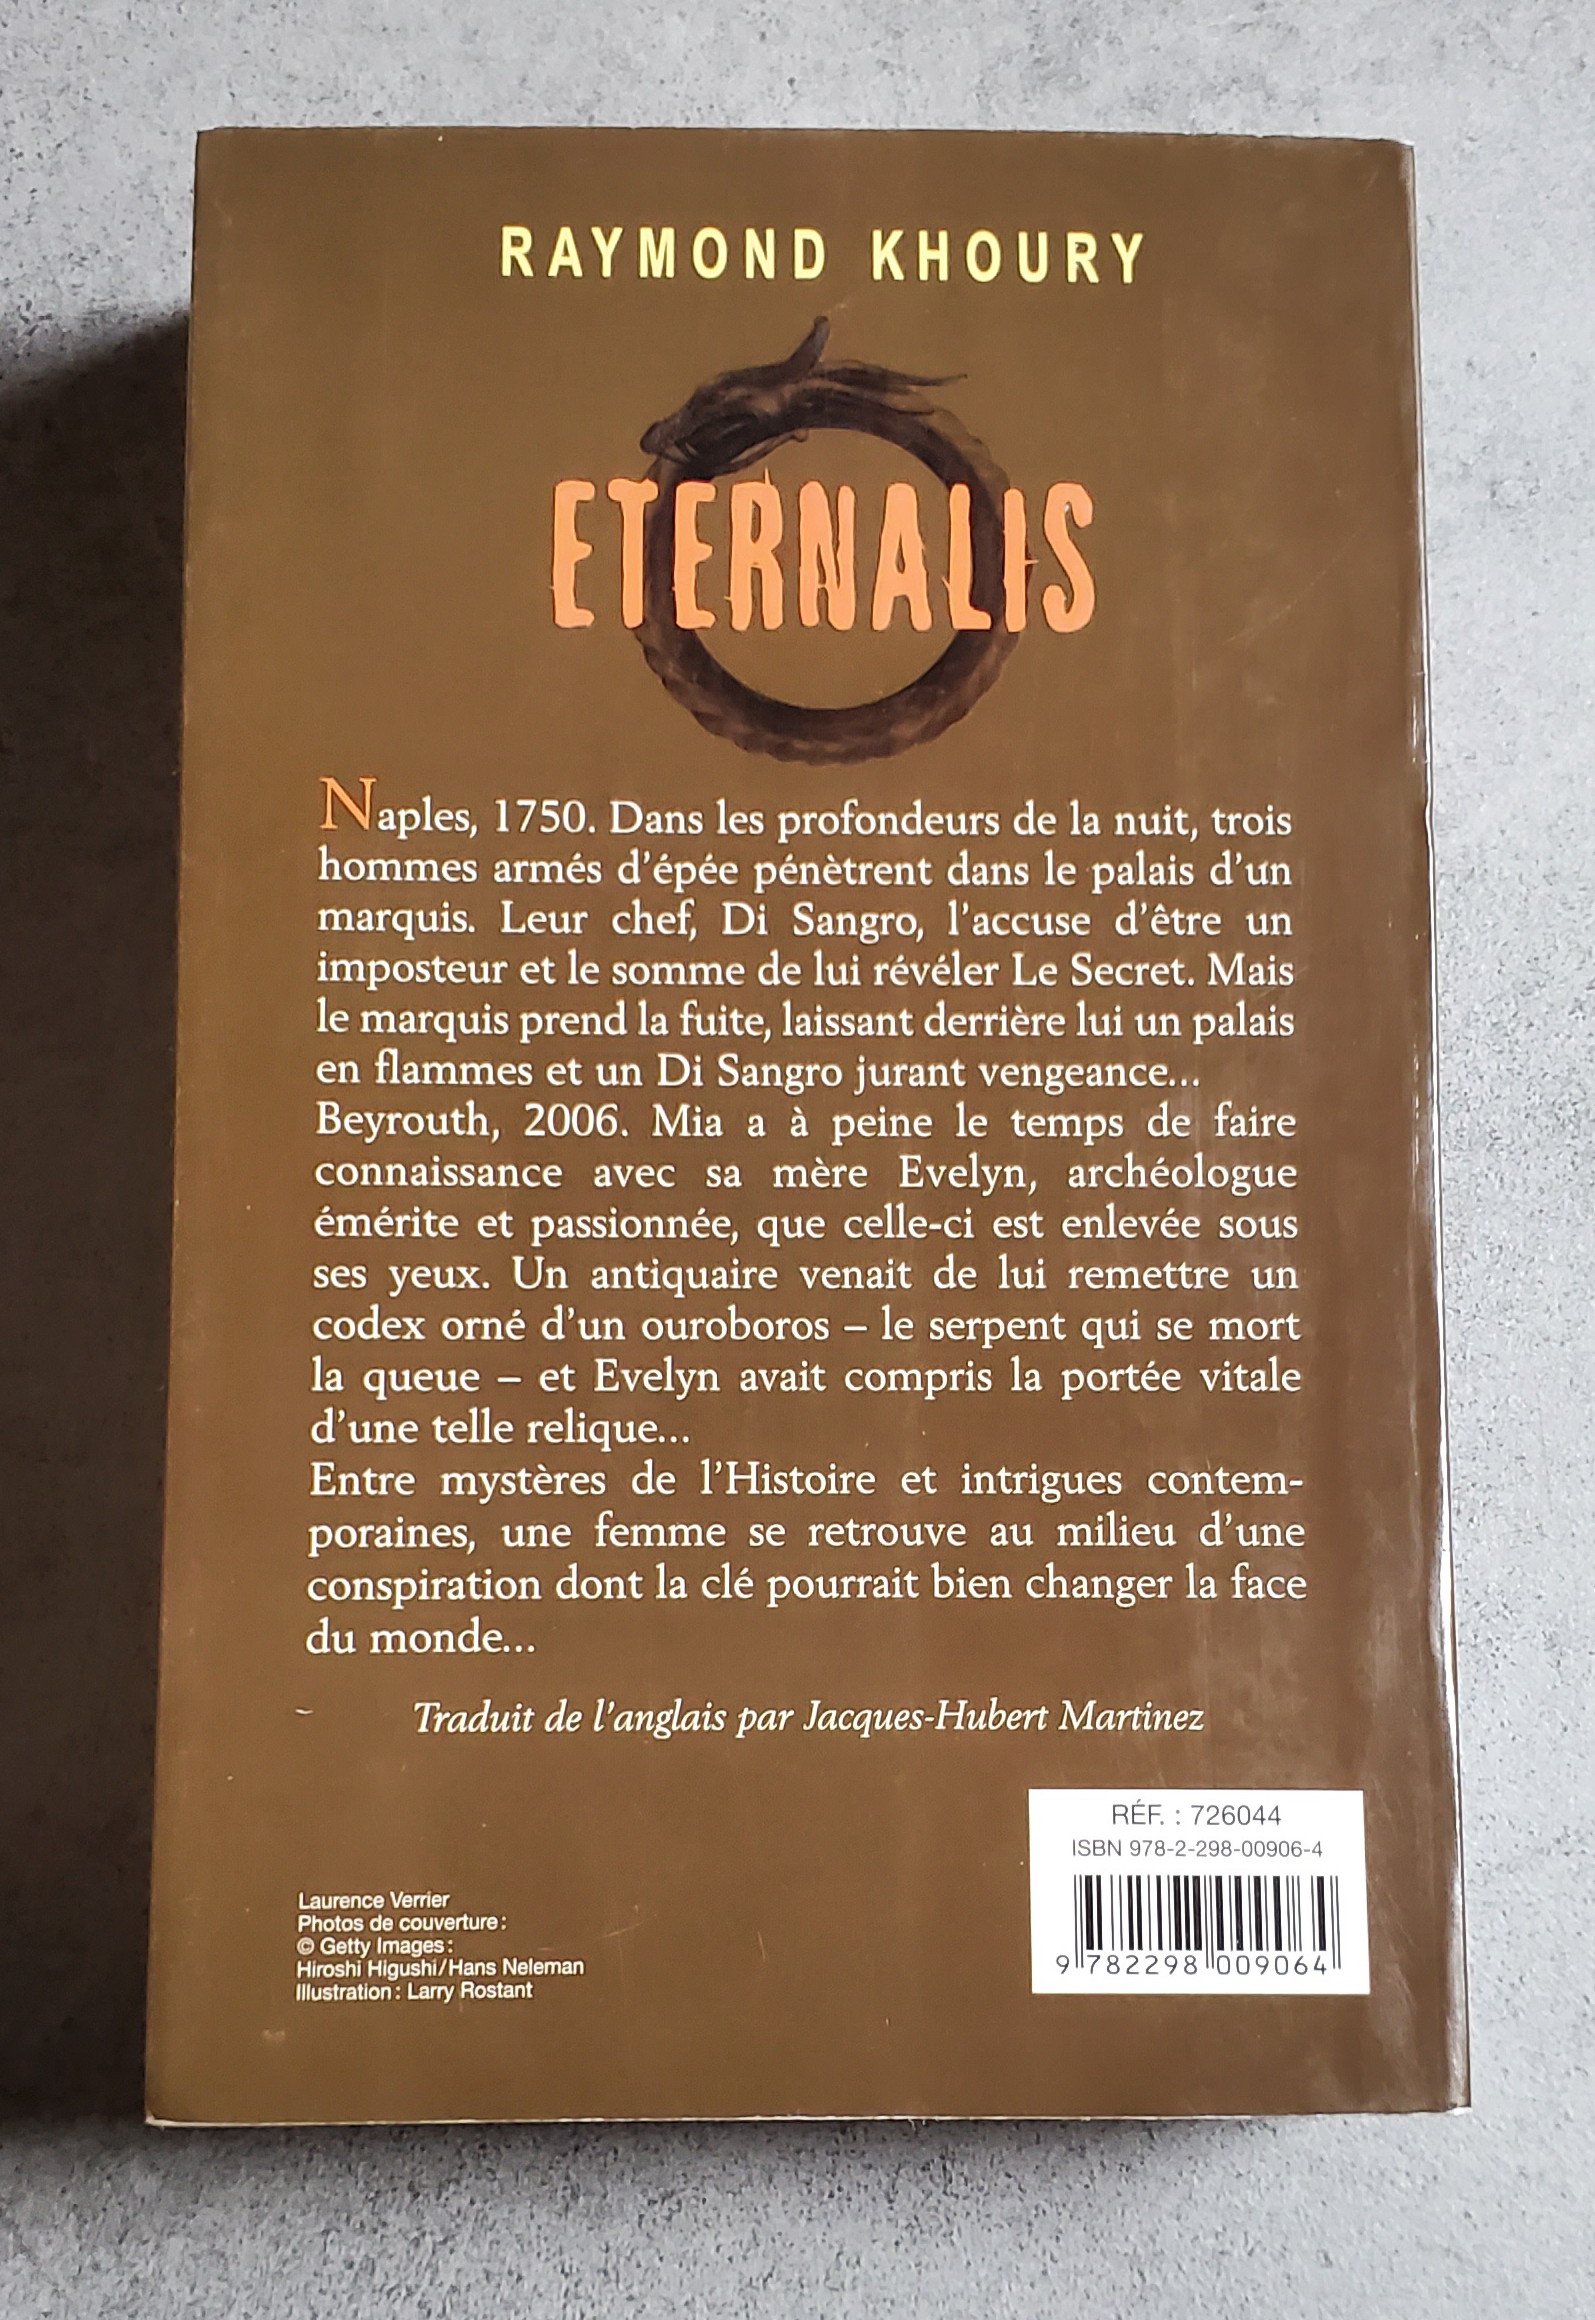 RAYMOND KHOURY
ETERNALIS
Naples, 1750. Dans les profondeurs de la nuit, trois
hommes armés d'épée pénètrent dans le palais d'un
marquis. Leur chef, Di Sangro, l'accuse d'être un
imposteur et le somme de lui révéler Le Secret. Mais
le marquis prend la fuite, laissant derrière lui un palais
en flammes et un Di Sangro jurant vengeance...
Beyrouth, 2006. Mia a à peine le temps de faire
connaissance avec sa mère Evelyn, archéologue
émérite et passionnée, que celle-ci est enlevée sous
ses yeux. Un antiquaire venait de lui remettre un
codex orné d'un ouroboros – le serpent qui se mort
la queue – et Evelyn avait compris la portée vitale
d'une telle relique...
Entre mystères de l'Histoire et intrigues contem-
poraines, une femme se retrouve au milieu d'une
conspiration dont la clé pourrait bien changer la face
du monde...
Traduit de l'anglais par Jacques-Hubert Martinez
RÉF. : 726044
ISBN 978-2-298-00906-4
9 782298 009064
Laurence Verrier
Photos de couverture :
© Getty Images :
Hiroshi Higushi/Hans Neleman
Illustration : Larry Rostant